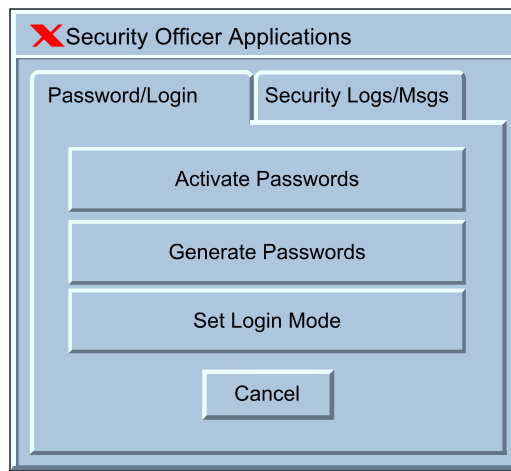 Security Officer Applications
Password/Login
Security Logs/Msgs
Activate Passwords
Generate Passwords
Set Login Mode
Cancel